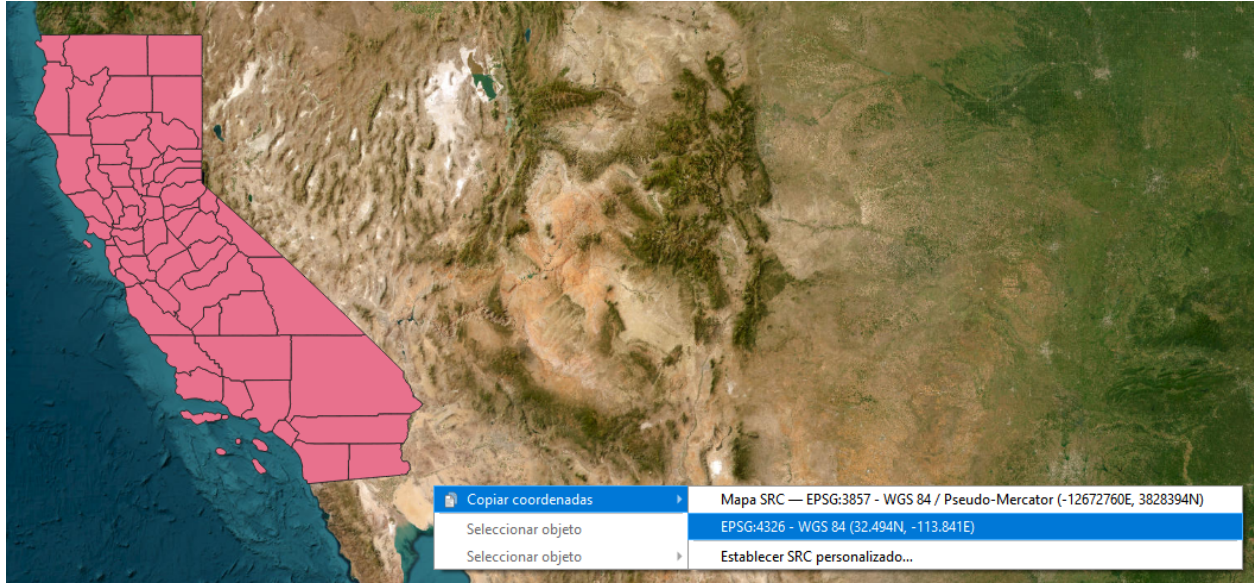 Copiar coordenadas
Mapa SRC — EPSG:3857 - WGS 84 / Pseudo-Mercator (-12672760E, 3828394N)
Seleccionar objeto
EPSG:4326 - WGS 84 (32.494N, -113.841E)
Seleccionar objeto
Establecer SRC personalizado...